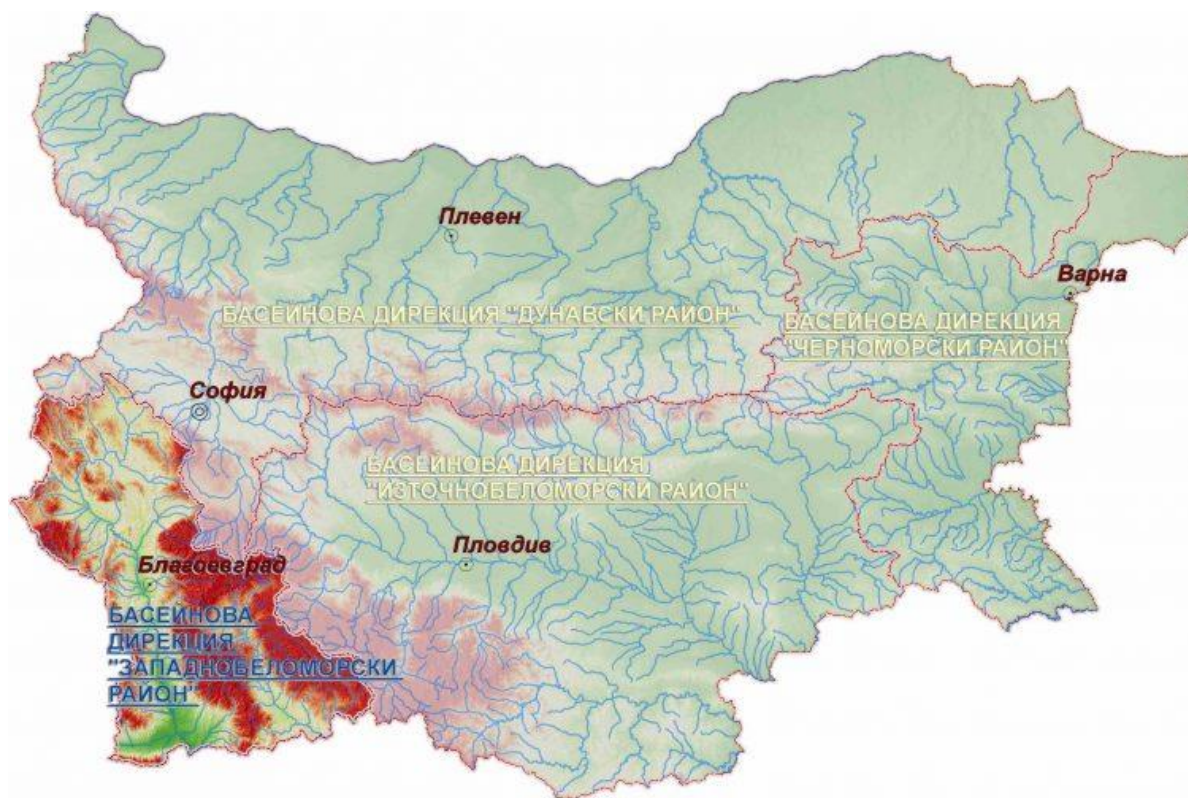 Плевен
Варна
БАСЕЙНОВА ДИРЕКЦИЯ "ДУНАВСКИ РАЙОН"
БАСЕЙНОВА ДИРЕКЦИЯ
"ЧЕРНОМОРСКИ РАЙОН"
София
БАСЕЙНОВА ДИРЕКЦИЯ
"ИЗТОЧНОБЕЛОМОРСКИ РАЙОН"
Пловдив
Благоевград
БАСЕЙНОВА
ДИРЕКЦИЯ
"ЗАПАДНОБЕЛОМОРСКИ
РАЙОН"